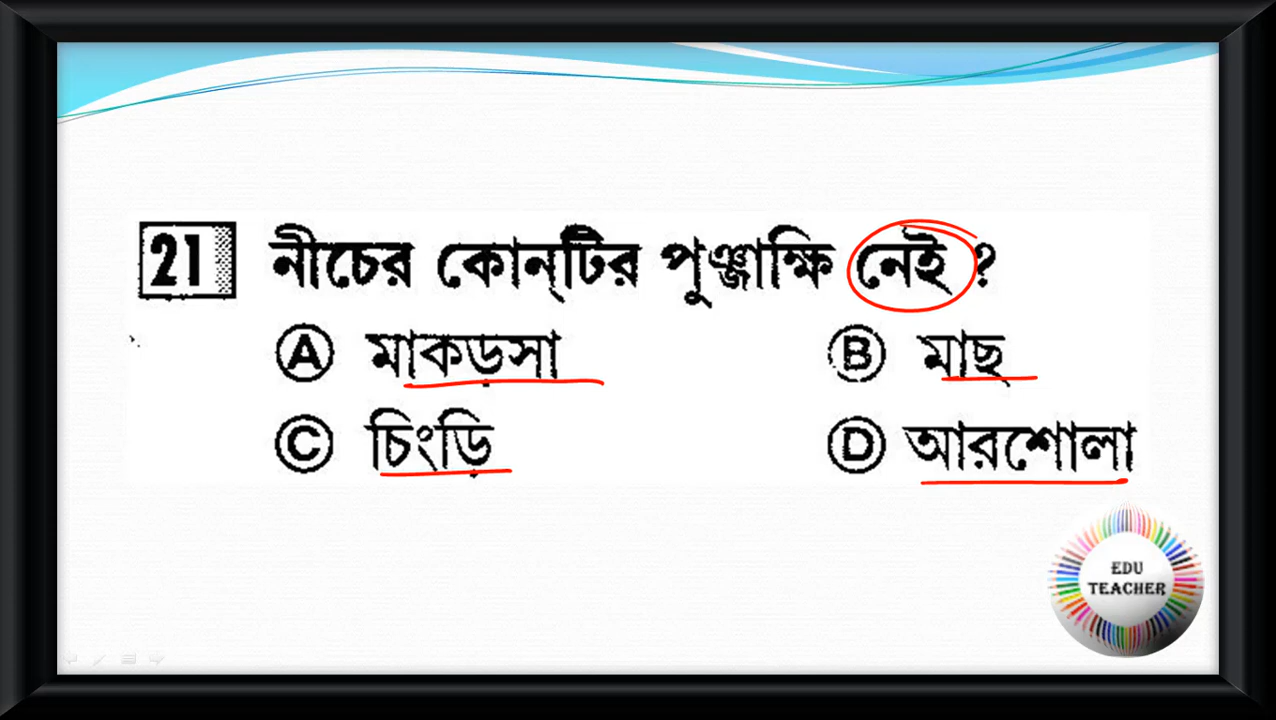 21 নীচের কোন্‌টির পুঞ্জাক্ষি নেই ?
A মাকড়সা B মাছ
C চিংড়ি D আরশোলা
EDU
TEACHER